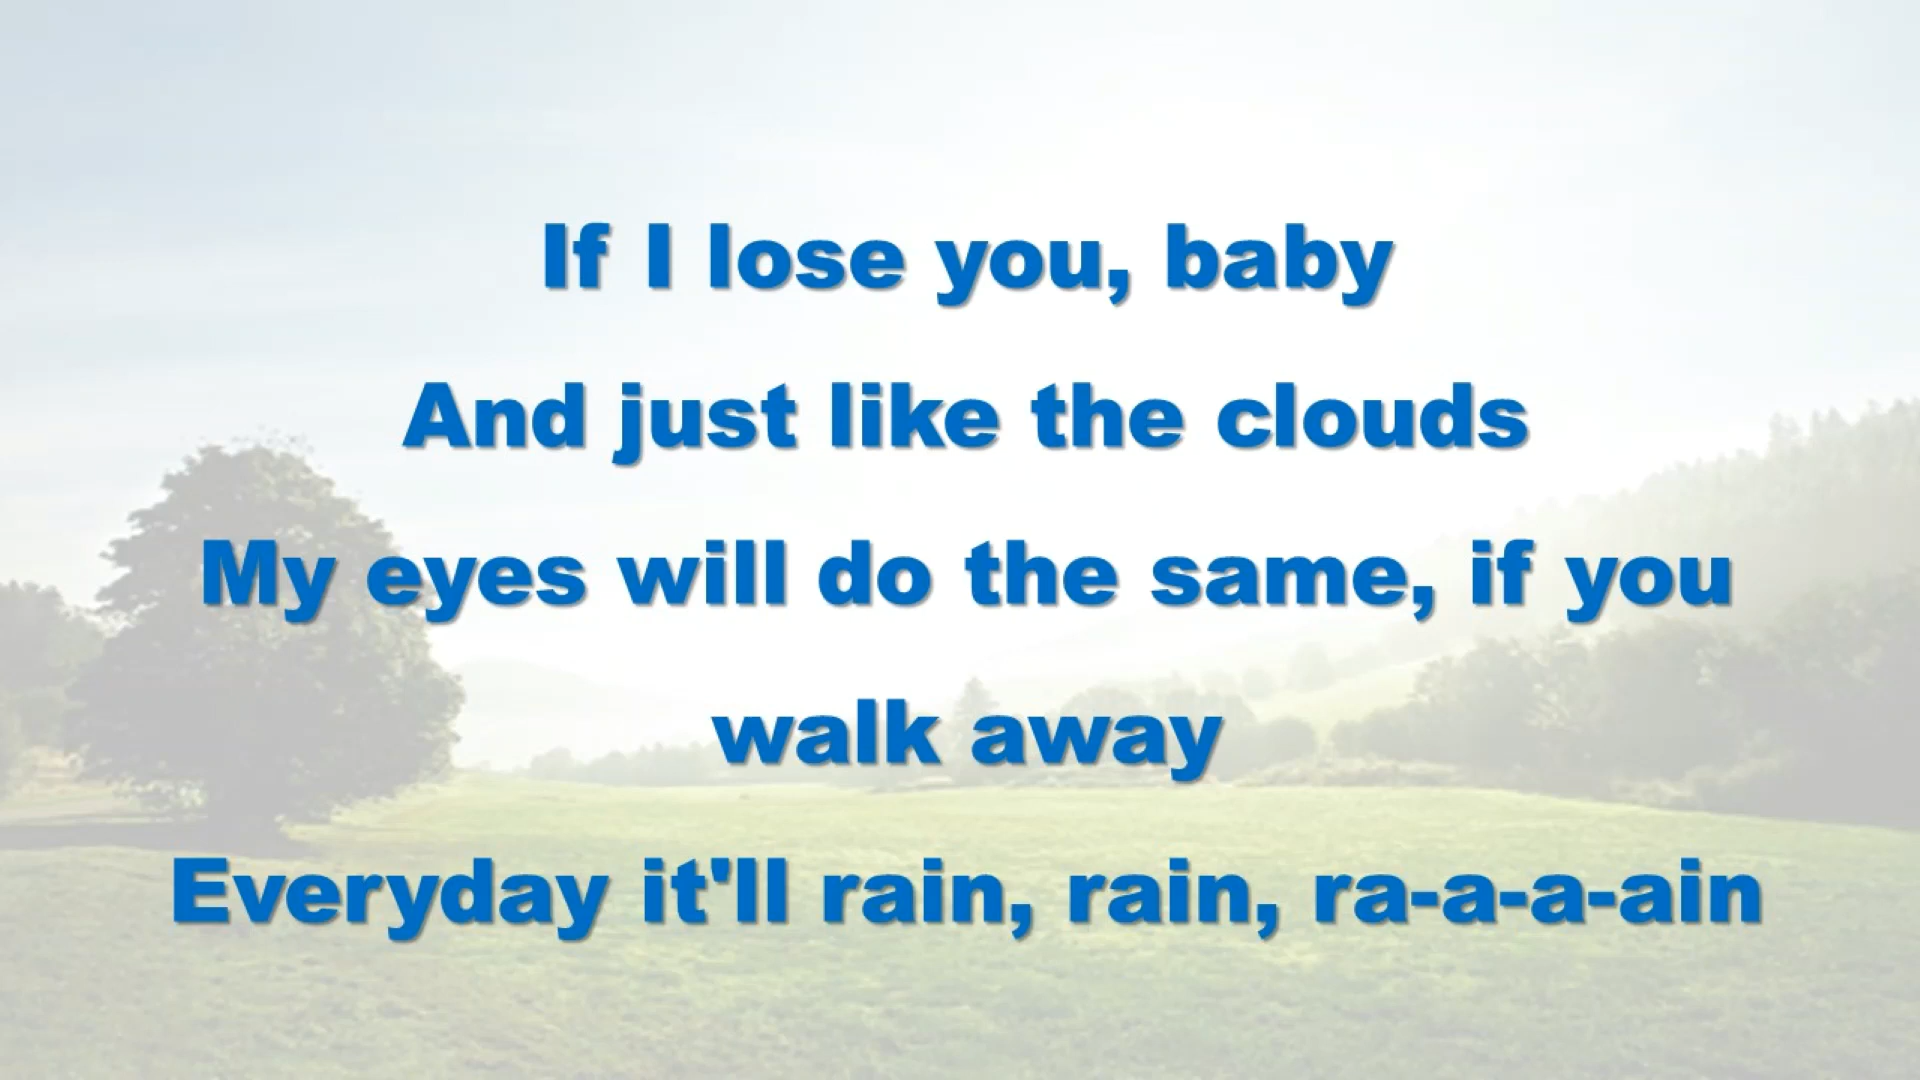 If I lose you, baby
And just like the clouds
My eyes will do the same, if you
walk away
Everyday it'll rain, rain, ra-a-a-ain